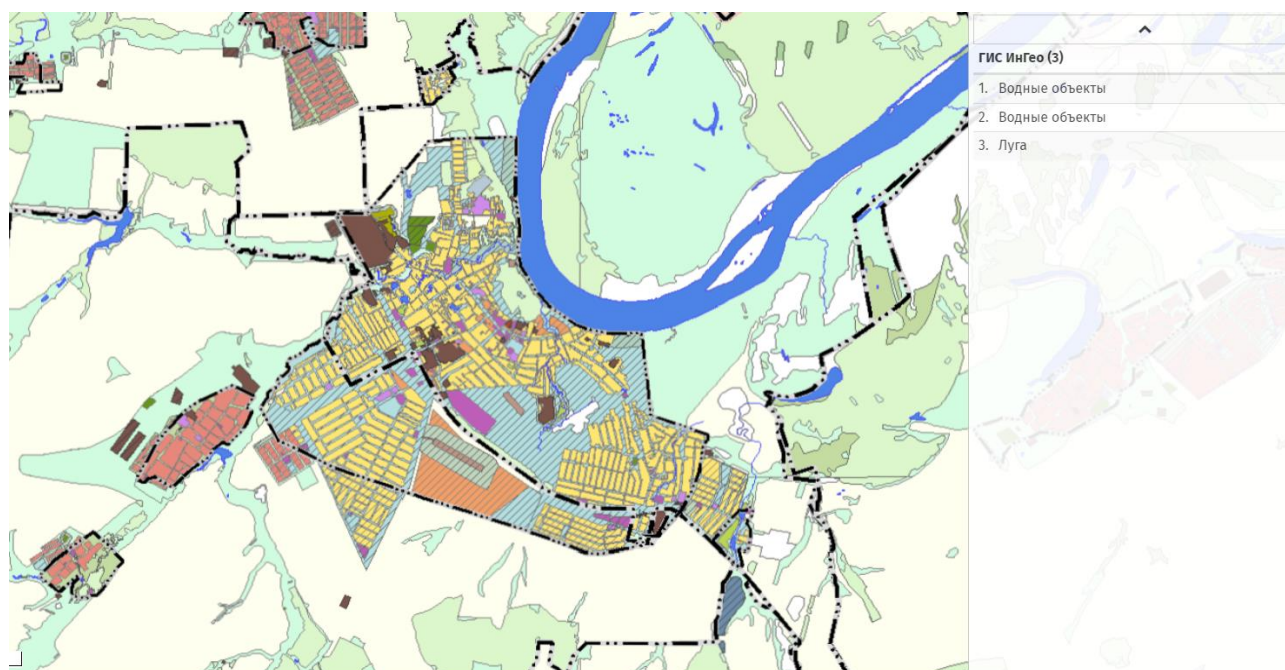 ГИС ИнГео (3)
1. Водные объекты
2. Водные объекты
3. Луга